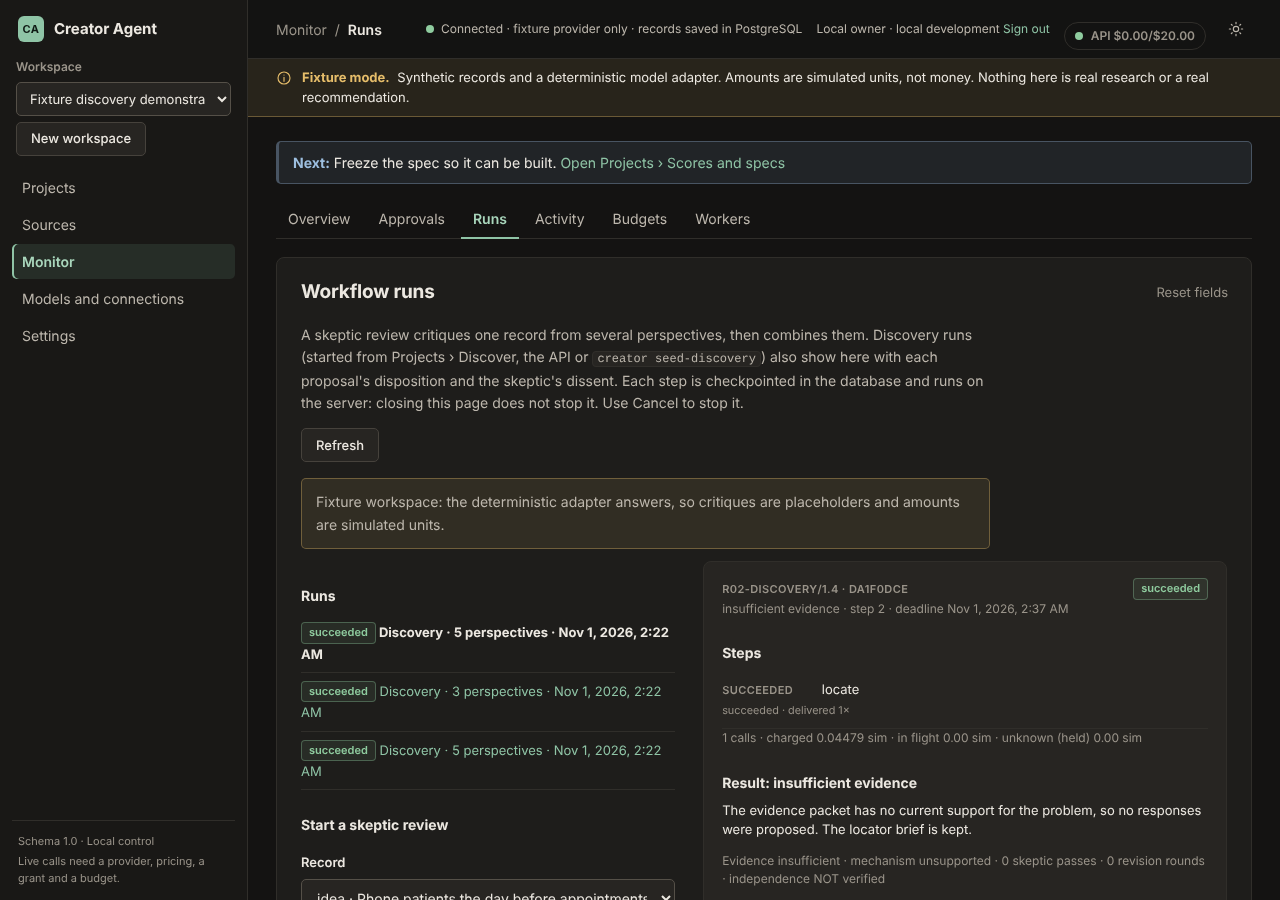 CA Creator Agent
Workspace
Fixture discovery demonstra
New workspace
Projects
Sources
Monitor
Models and connections
Settings
Schema 1.0 · Local control
Live calls need a provider, pricing, a
grant and a budget.
Monitor / Runs
Connected · fixture provider only · records saved in PostgreSQL
Local owner · local development Sign out
API $0.00/$20.00
Fixture mode. Synthetic records and a deterministic model adapter. Amounts are simulated units, not money. Nothing here is real research or a real
recommendation.
Next: Freeze the spec so it can be built. Open Projects › Scores and specs
Overview Approvals Runs Activity Budgets Workers
Workflow runs
Reset fields
A skeptic review critiques one record from several perspectives, then combines them. Discovery runs
(started from Projects › Discover, the API or creator seed-discovery) also show here with each
proposal's disposition and the skeptic's dissent. Each step is checkpointed in the database and runs on
the server: closing this page does not stop it. Use Cancel to stop it.
Refresh
Fixture workspace: the deterministic adapter answers, so critiques are placeholders and amounts
are simulated units.
Runs
succeeded Discovery · 5 perspectives · Nov 1, 2026, 2:22
AM
succeeded Discovery · 3 perspectives · Nov 1, 2026, 2:22
AM
succeeded Discovery · 5 perspectives · Nov 1, 2026, 2:22
AM
Start a skeptic review
Record
idea · Phone patients the day before appointments
R02-DISCOVERY/1.4 · DA1F0DCE
succeeded
insufficient evidence · step 2 · deadline Nov 1, 2026, 2:37 AM
Steps
SUCCEEDED locate
succeeded · delivered 1×
1 calls · charged 0.04479 sim · in flight 0.00 sim · unknown (held) 0.00 sim
Result: insufficient evidence
The evidence packet has no current support for the problem, so no responses
were proposed. The locator brief is kept.
Evidence insufficient · mechanism unsupported · 0 skeptic passes · 0 revision rounds
· independence NOT verified